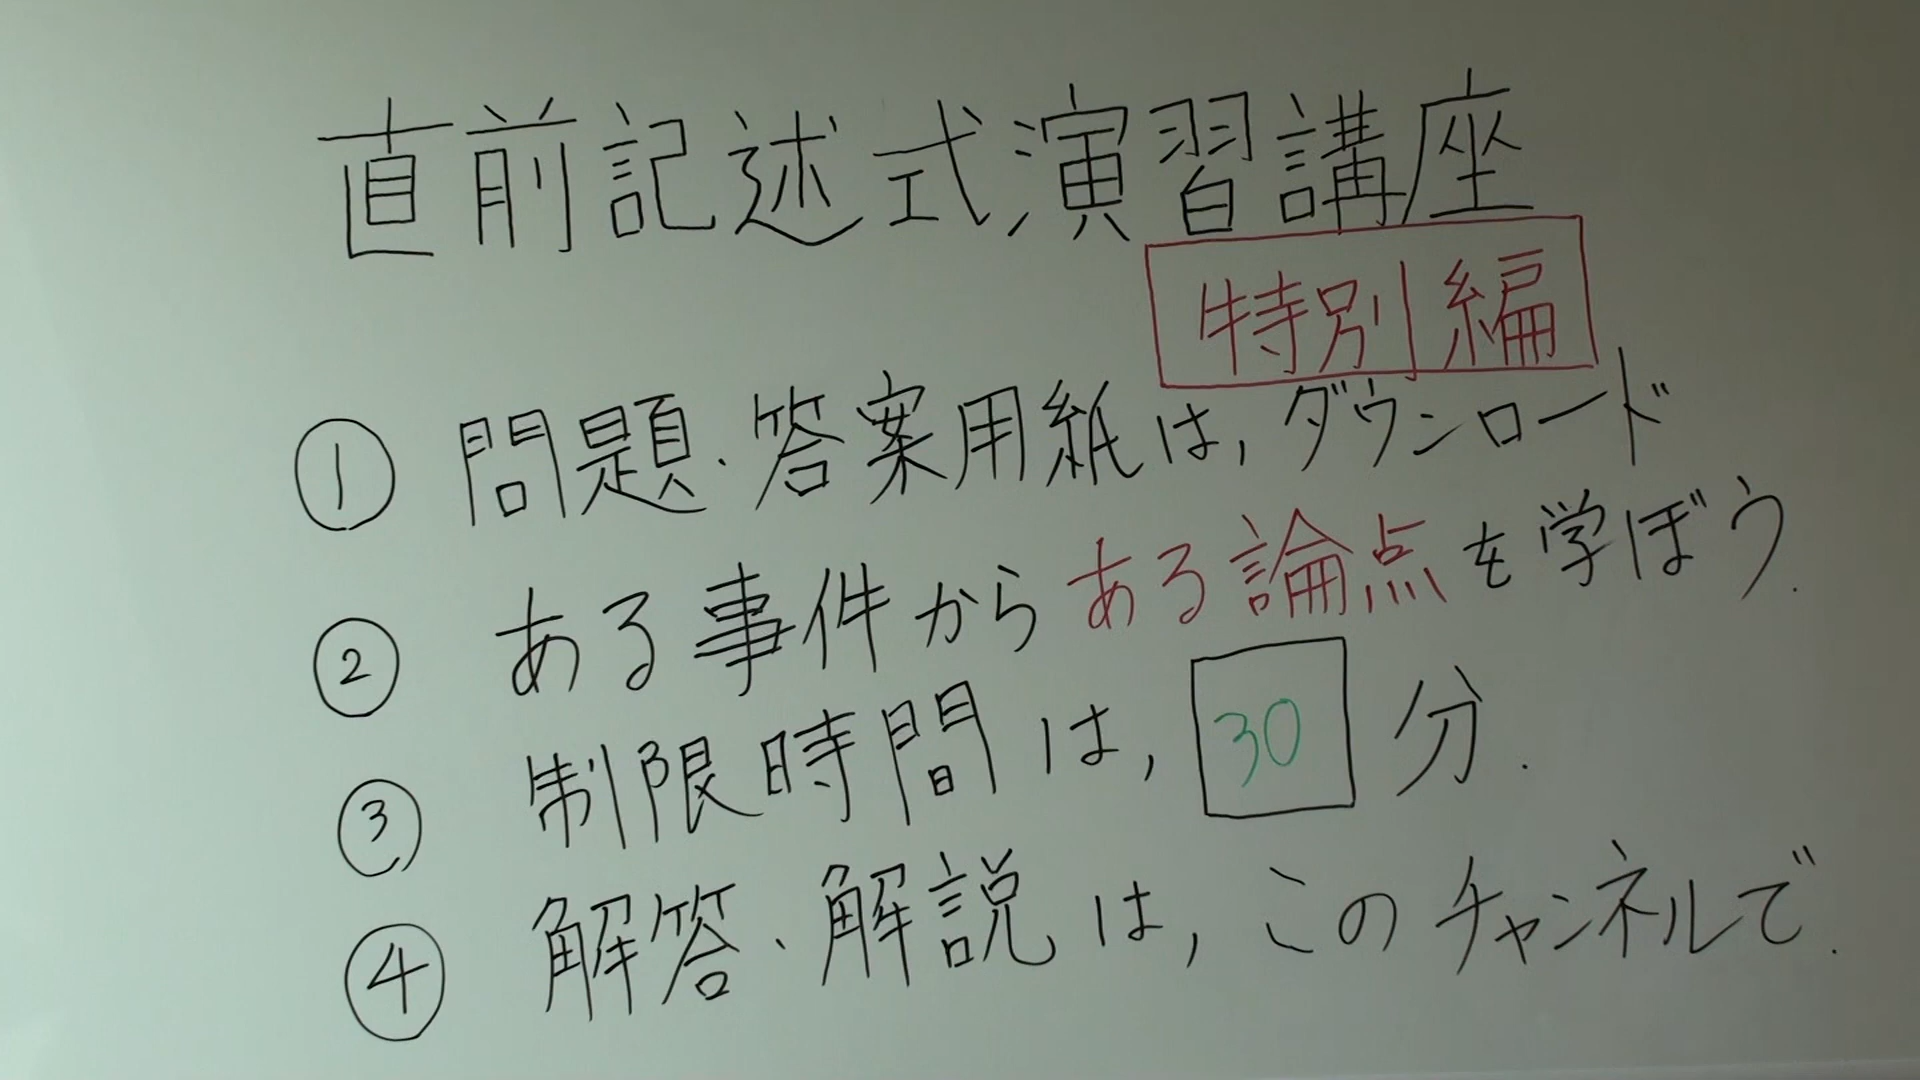 直前記述式演習講座
特別編
① 問題・答案用紙は，ダウンロード
② ある事件からある論点を学ぼう．
③ 制限時間は，30分．
④ 解答、解説は，このチャンネルで．